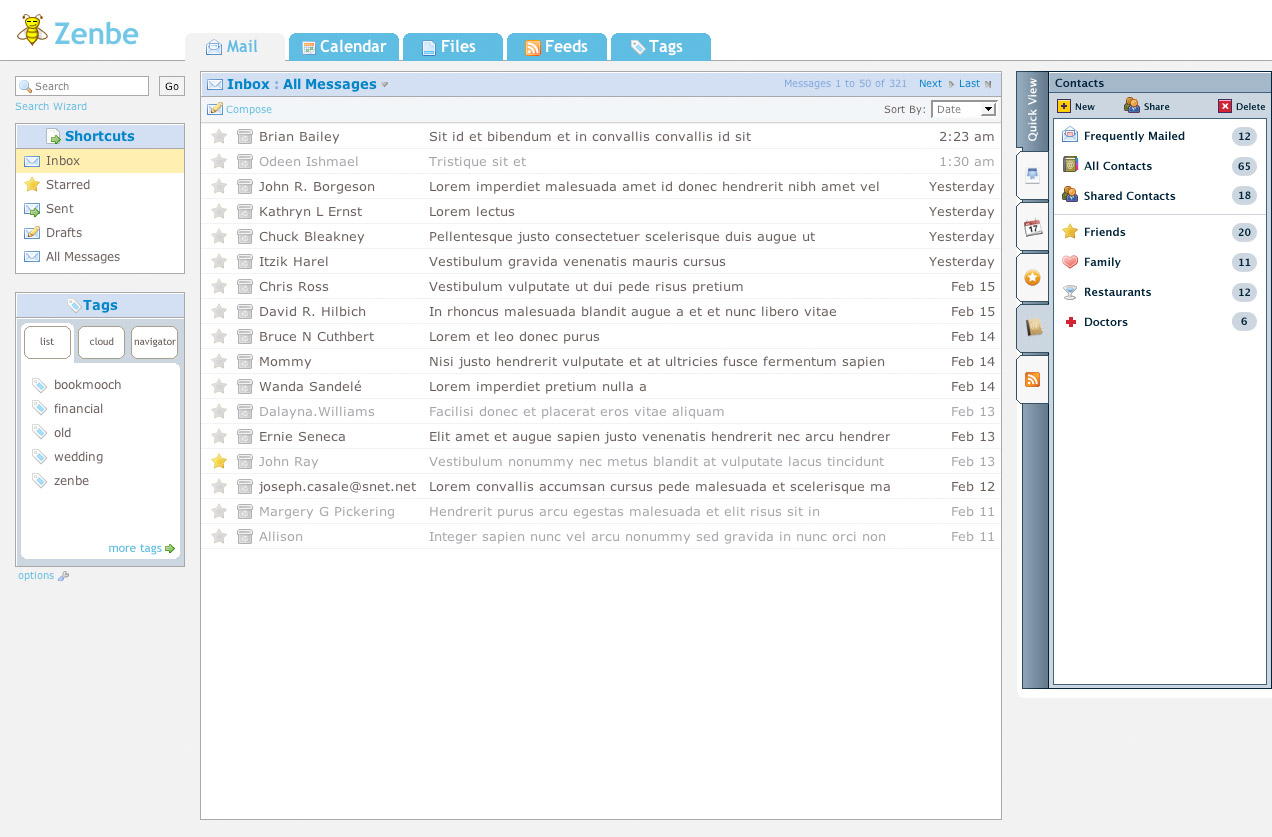 Zenbe
Mail
Calendar
Files
Feeds
Tags
Search
Go
Search Wizard
Shortcuts
Inbox
Starred
Sent
Drafts
All Messages
Tags
list
cloud
navigator
bookmooch
financial
old
wedding
zenbe
more tags
options
Inbox : All Messages
Messages 1 to 50 of 321
Next
Last
Compose
Sort By: Date
Brian Bailey Sit id et bibendum et in convallis convallis id sit 2:23 am
Odeen Ishmael Tristique sit et 1:30 am
John R. Borgeson Lorem imperdiet malesuada amet id donec hendrerit nibh amet vel Yesterday
Kathryn L Ernst Lorem lectus Yesterday
Chuck Bleakney Pellentesque justo consectetuer scelerisque duis augue ut Yesterday
Itzik Harel Vestibulum gravida venenatis mauris cursus Yesterday
Chris Ross Vestibulum vulputate ut dui pede risus pretium Feb 15
David R. Hilbich In rhoncus malesuada blandit augue a et et nunc libero vitae Feb 15
Bruce N Cuthbert Lorem et leo donec purus Feb 14
Mommy Nisi justo hendrerit vulputate et at ultricies fusce fermentum sapien Feb 14
Wanda Sandelé Lorem imperdiet pretium nulla a Feb 14
Dalayna.Williams Facilisi donec et placerat eros vitae aliquam Feb 13
Ernie Seneca Elit amet et augue sapien justo venenatis hendrerit nec arcu hendrer Feb 13
John Ray Vestibulum nonummy nec metus blandit at vulputate lacus tincidunt Feb 13
joseph.casale@snet.net Lorem convallis accumsan cursus pede malesuada et scelerisque ma Feb 12
Margery G Pickering Hendrerit purus arcu egestas malesuada et elit risus sit in Feb 11
Allison Integer sapien nunc vel arcu nonummy sed gravida in nunc orci non Feb 11
Quick View
17
Contacts
New
Share
Delete
Frequently Mailed 12
All Contacts 65
Shared Contacts 18
Friends 20
Family 11
Restaurants 12
Doctors 6